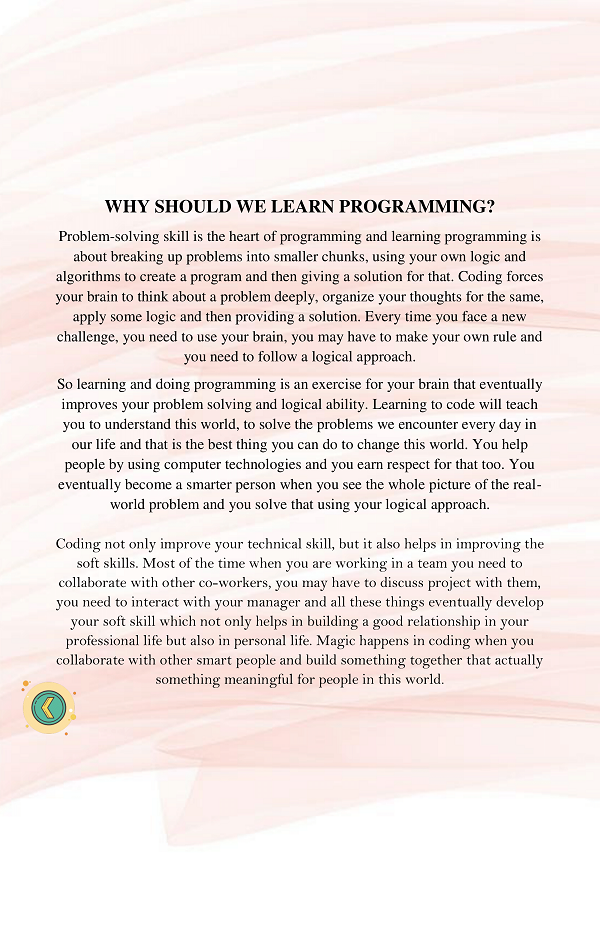 WHY SHOULD WE LEARN PROGRAMMING?
Problem-solving skill is the heart of programming and learning programming is
about breaking up problems into smaller chunks, using your own logic and
algorithms to create a program and then giving a solution for that. Coding forces
your brain to think about a problem deeply, organize your thoughts for the same,
apply some logic and then providing a solution. Every time you face a new
challenge, you need to use your brain, you may have to make your own rule and
you need to follow a logical approach.
So learning and doing programming is an exercise for your brain that eventually
improves your problem solving and logical ability. Learning to code will teach
you to understand this world, to solve the problems we encounter every day in
our life and that is the best thing you can do to change this world. You help
people by using computer technologies and you earn respect for that too. You
eventually become a smarter person when you see the whole picture of the real-
world problem and you solve that using your logical approach.
Coding not only improve your technical skill, but it also helps in improving the
soft skills. Most of the time when you are working in a team you need to
collaborate with other co-workers, you may have to discuss project with them,
you need to interact with your manager and all these things eventually develop
your soft skill which not only helps in building a good relationship in your
professional life but also in personal life. Magic happens in coding when you
collaborate with other smart people and build something together that actually
something meaningful for people in this world.